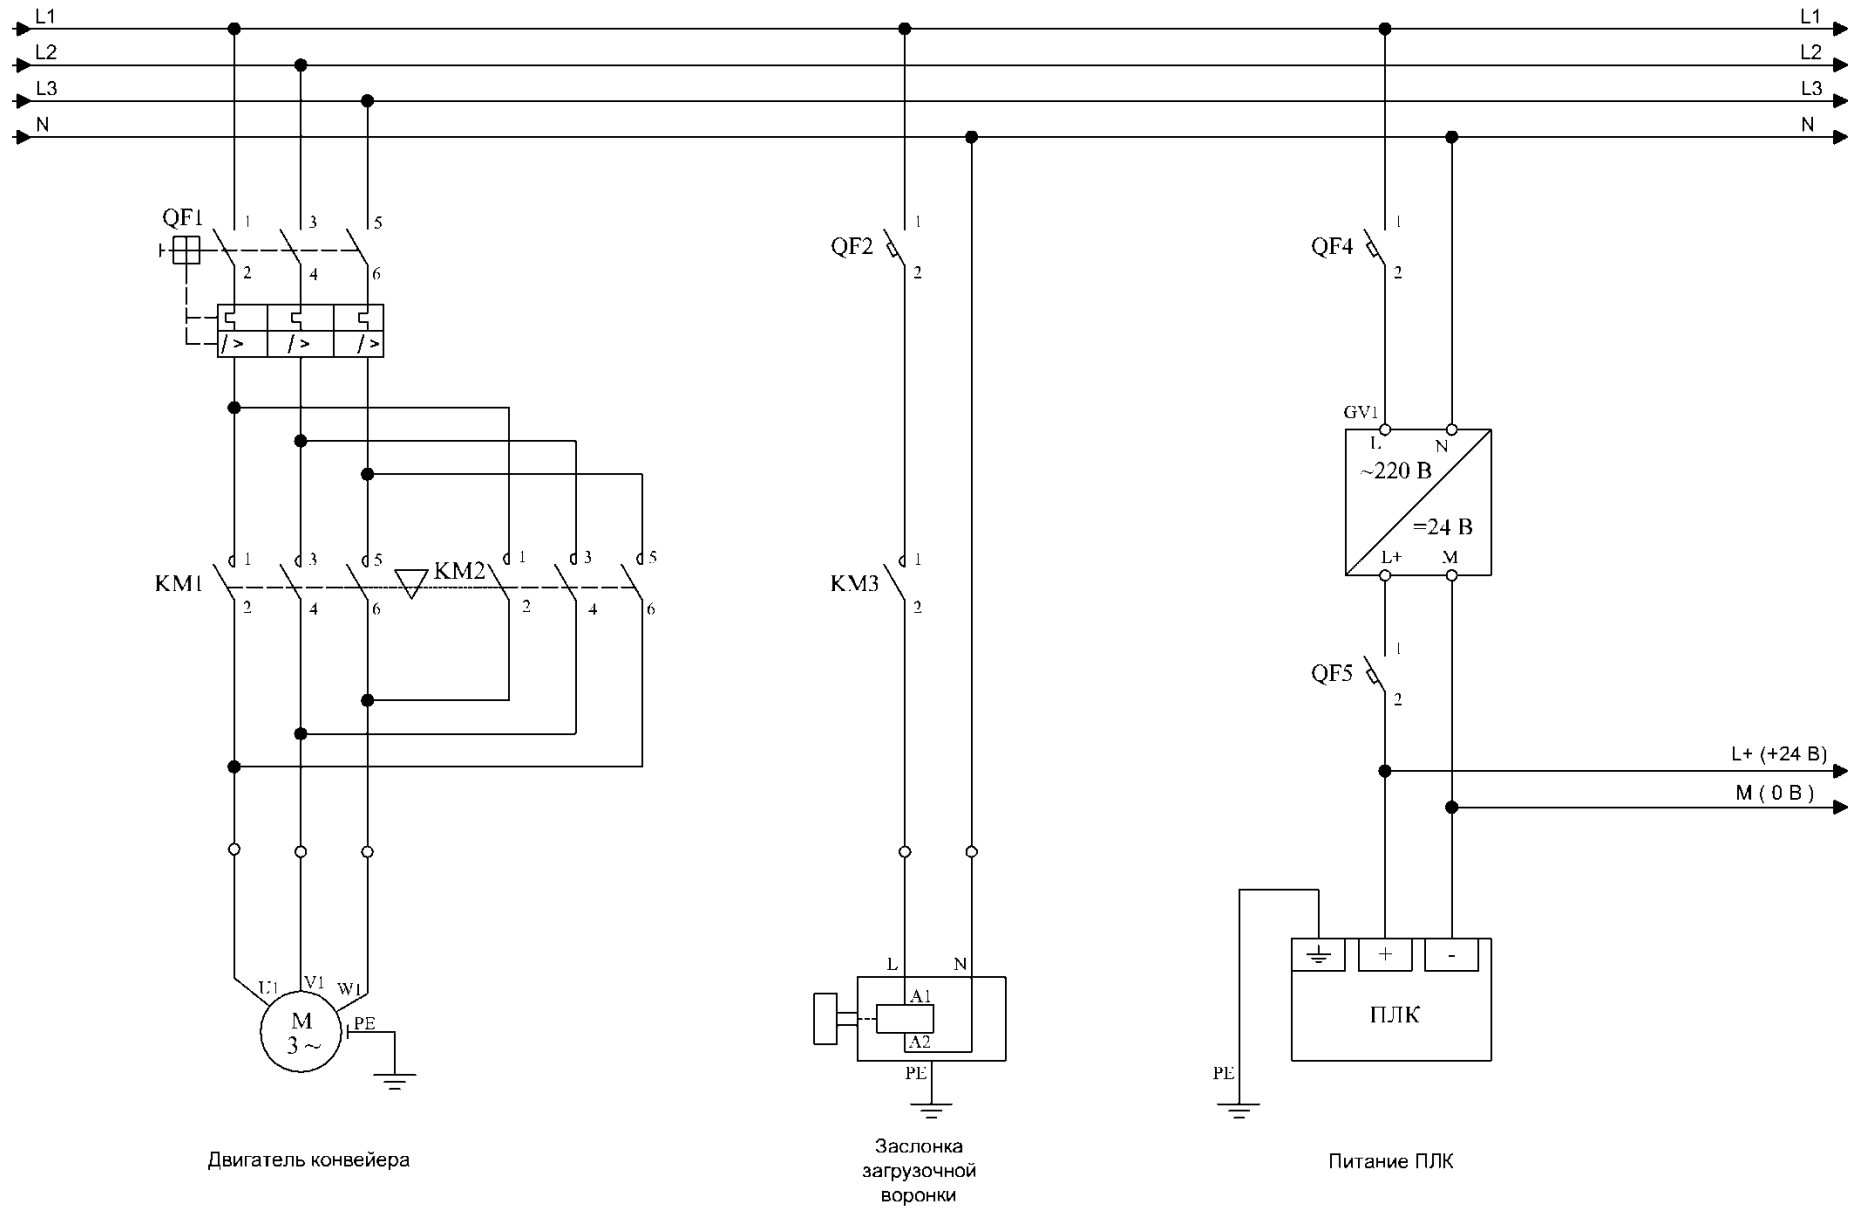 L1 L1
L2 L2
L3 L3
N N
QF1 1 3 5
2 4 6
QF2 1
2
QF4 1
2
/ > / > / >
GV1
L N
~220 В
=24 В
L+ M
KM1 1 3 5
2 4 6
KM2 1 3 5
2 4 6
KM3 1
2
QF5 1
2
L+ (+24 В)
M ( 0 В )
U1 V1 W1
M
3 ~
PE
L N
A1
A2
PE
+ -
ПЛК
PE
Двигатель конвейера
Заслонка
загрузочной
воронки
Питание ПЛК